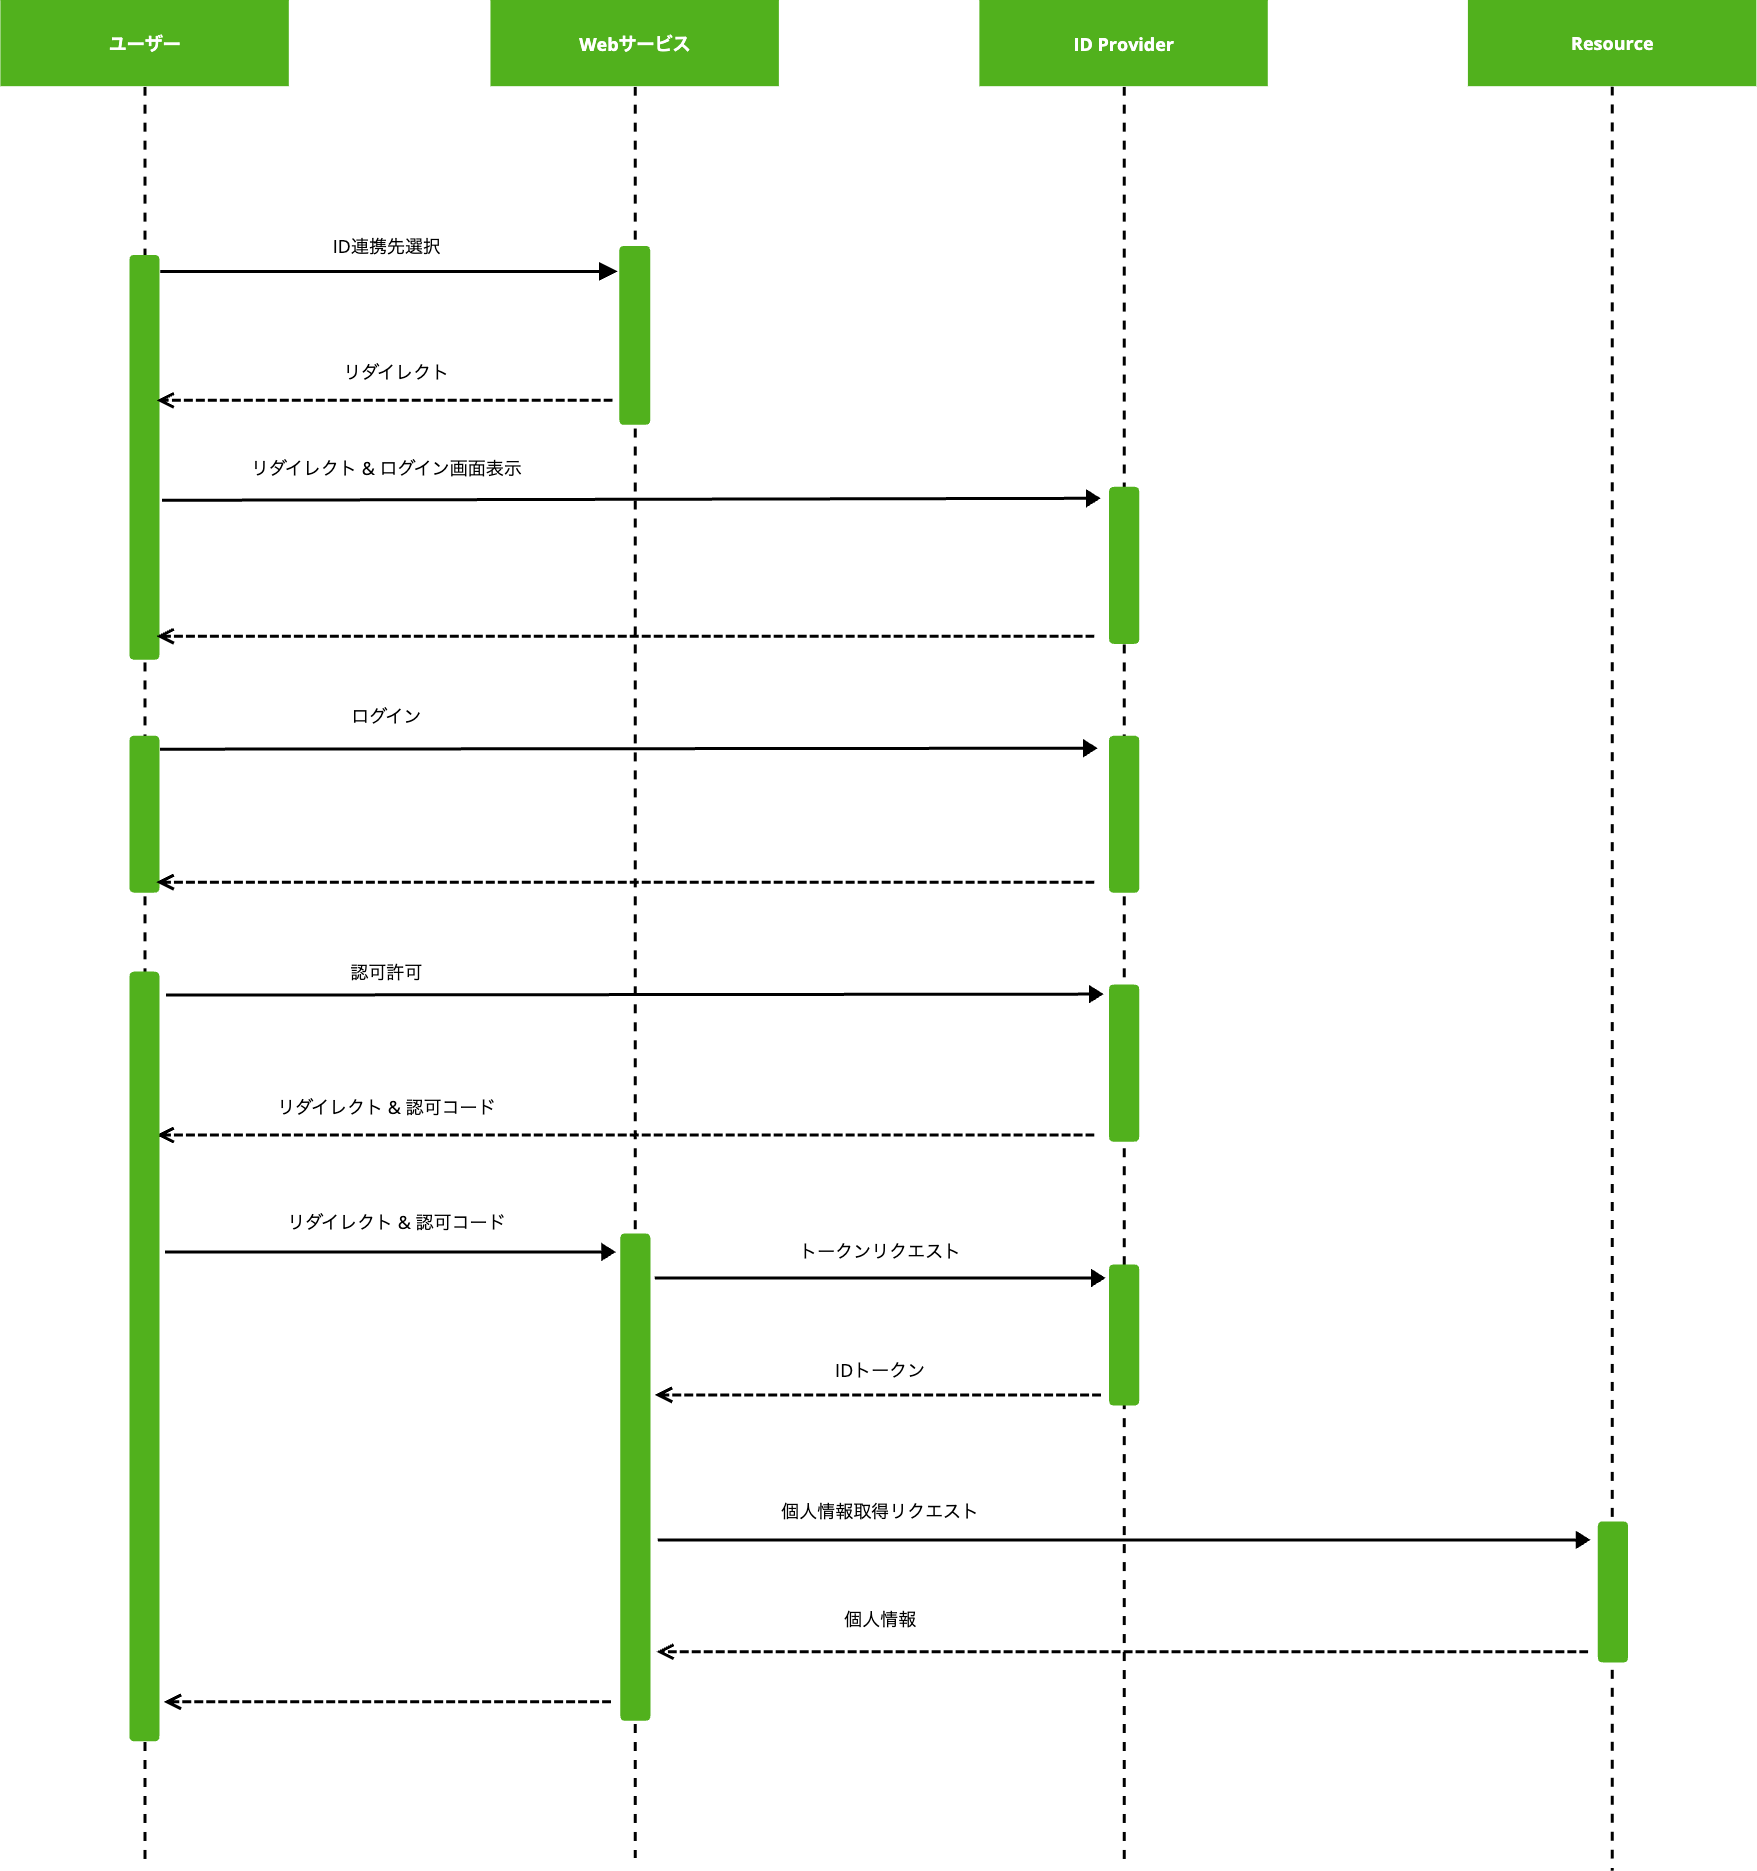 ユーザー
Webサービス
ID Provider
Resource
ID連携先選択
リダイレクト
リダイレクト & ログイン画面表示
ログイン
認可許可
リダイレクト & 認可コード
リダイレクト & 認可コード
トークンリクエスト
IDトークン
個人情報取得リクエスト
個人情報